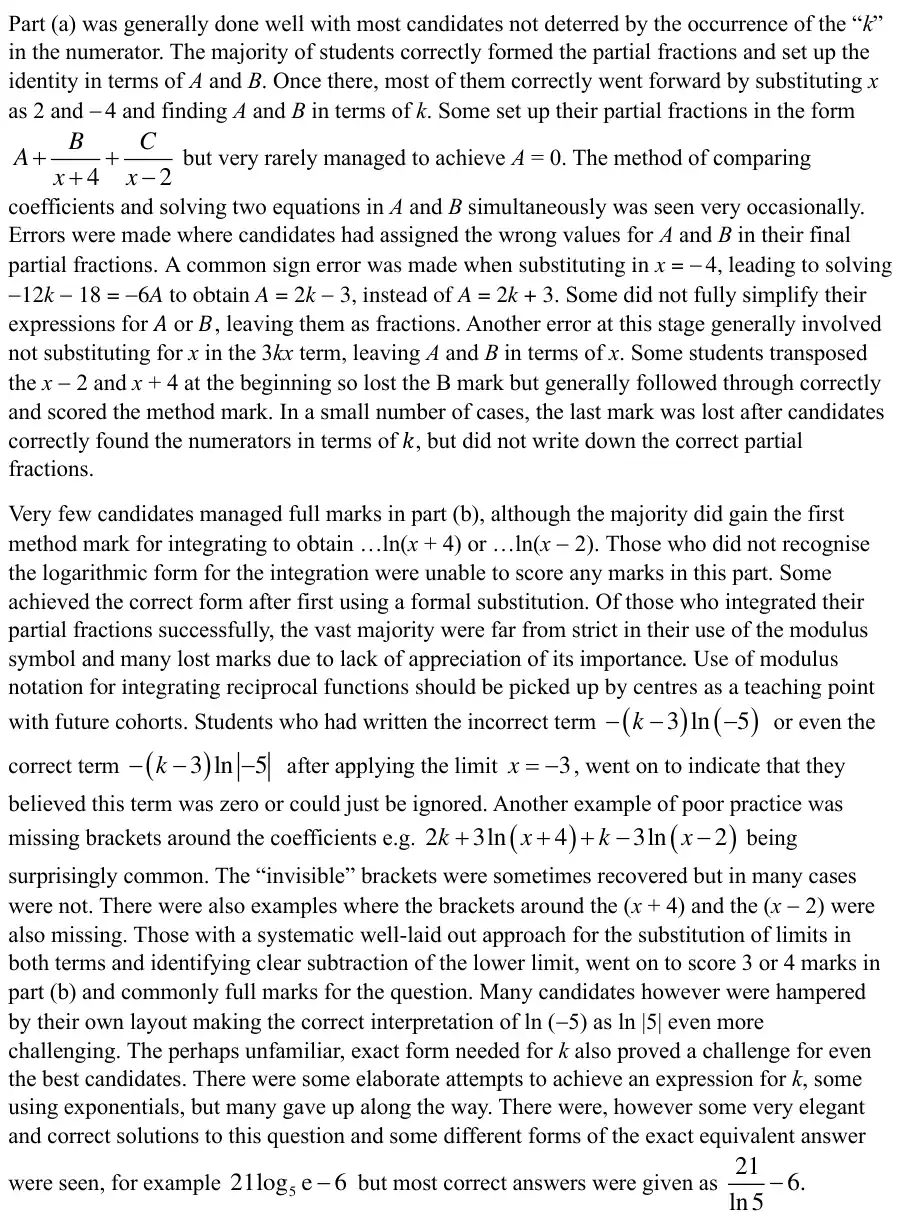 Part (a) was generally done well with most candidates not deterred by the occurrence of the “k”
in the numerator. The majority of students correctly formed the partial fractions and set up the
identity in terms of A and B. Once there, most of them correctly went forward by substituting x
as 2 and – 4 and finding A and B in terms of k. Some set up their partial fractions in the form
A + B/(x + 4) + C/(x – 2) but very rarely managed to achieve A = 0. The method of comparing
coefficients and solving two equations in A and B simultaneously was seen very occasionally.
Errors were made where candidates had assigned the wrong values for A and B in their final
partial fractions. A common sign error was made when substituting in x = – 4, leading to solving
–12k – 18 = –6A to obtain A = 2k – 3, instead of A = 2k + 3. Some did not fully simplify their
expressions for A or B, leaving them as fractions. Another error at this stage generally involved
not substituting for x in the 3kx term, leaving A and B in terms of x. Some students transposed
the x – 2 and x + 4 at the beginning so lost the B mark but generally followed through correctly
and scored the method mark. In a small number of cases, the last mark was lost after candidates
correctly found the numerators in terms of k, but did not write down the correct partial
fractions.
Very few candidates managed full marks in part (b), although the majority did gain the first
method mark for integrating to obtain …ln(x + 4) or …ln(x – 2). Those who did not recognise
the logarithmic form for the integration were unable to score any marks in this part. Some
achieved the correct form after first using a formal substitution. Of those who integrated their
partial fractions successfully, the vast majority were far from strict in their use of the modulus
symbol and many lost marks due to lack of appreciation of its importance. Use of modulus
notation for integrating reciprocal functions should be picked up by centres as a teaching point
with future cohorts. Students who had written the incorrect term –(k – 3)ln(–5) or even the
correct term –(k – 3)ln|–5| after applying the limit x = –3, went on to indicate that they
believed this term was zero or could just be ignored. Another example of poor practice was
missing brackets around the coefficients e.g. 2k + 3ln(x + 4) + k – 3ln(x – 2) being
surprisingly common. The “invisible” brackets were sometimes recovered but in many cases
were not. There were also examples where the brackets around the (x + 4) and the (x – 2) were
also missing. Those with a systematic well-laid out approach for the substitution of limits in
both terms and identifying clear subtraction of the lower limit, went on to score 3 or 4 marks in
part (b) and commonly full marks for the question. Many candidates however were hampered
by their own layout making the correct interpretation of ln (–5) as ln |5| even more
challenging. The perhaps unfamiliar, exact form needed for k also proved a challenge for even
the best candidates. There were some elaborate attempts to achieve an expression for k, some
using exponentials, but many gave up along the way. There were, however some very elegant
and correct solutions to this question and some different forms of the exact equivalent answer
were seen, for example 21log₅ e – 6 but most correct answers were given as 21/ln 5 – 6.